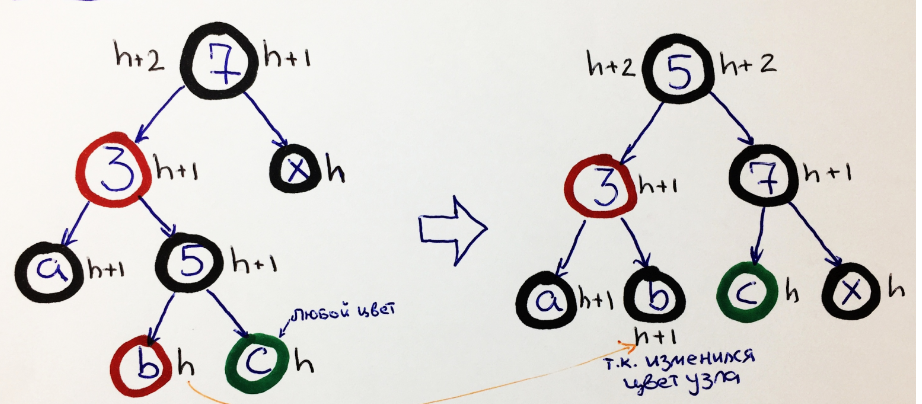 h+2 7 h+1
3 h+1
x h
a h+1
5 h+1
любой цвет
b h
c h
h+2 5 h+2
3 h+1
7 h+1
a h+1
b
h+1
c h
x h
т.к. изменился
цвет узла